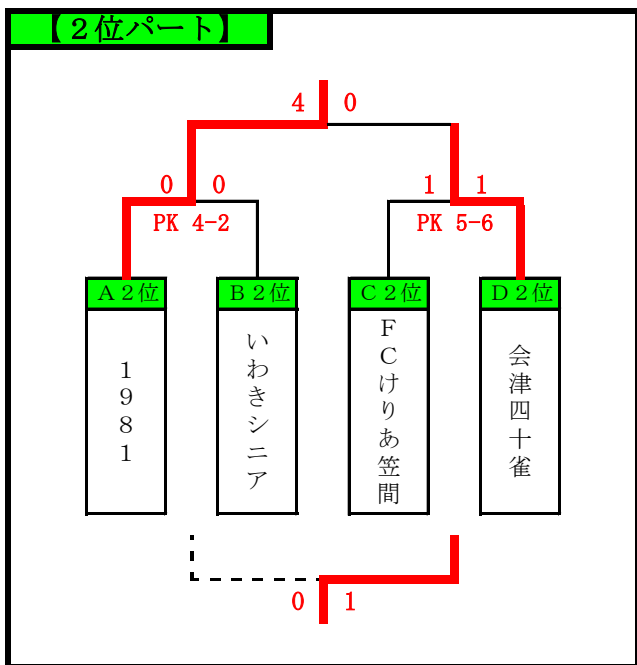 【２位パート】
4 0
0 0
PK 4-2
1 1
PK 5-6
Ａ２位
Ｂ２位
Ｃ２位
Ｄ２位
１９８１
いわきシニア
ＦＣけりあ笠間
会津四十雀
0 1